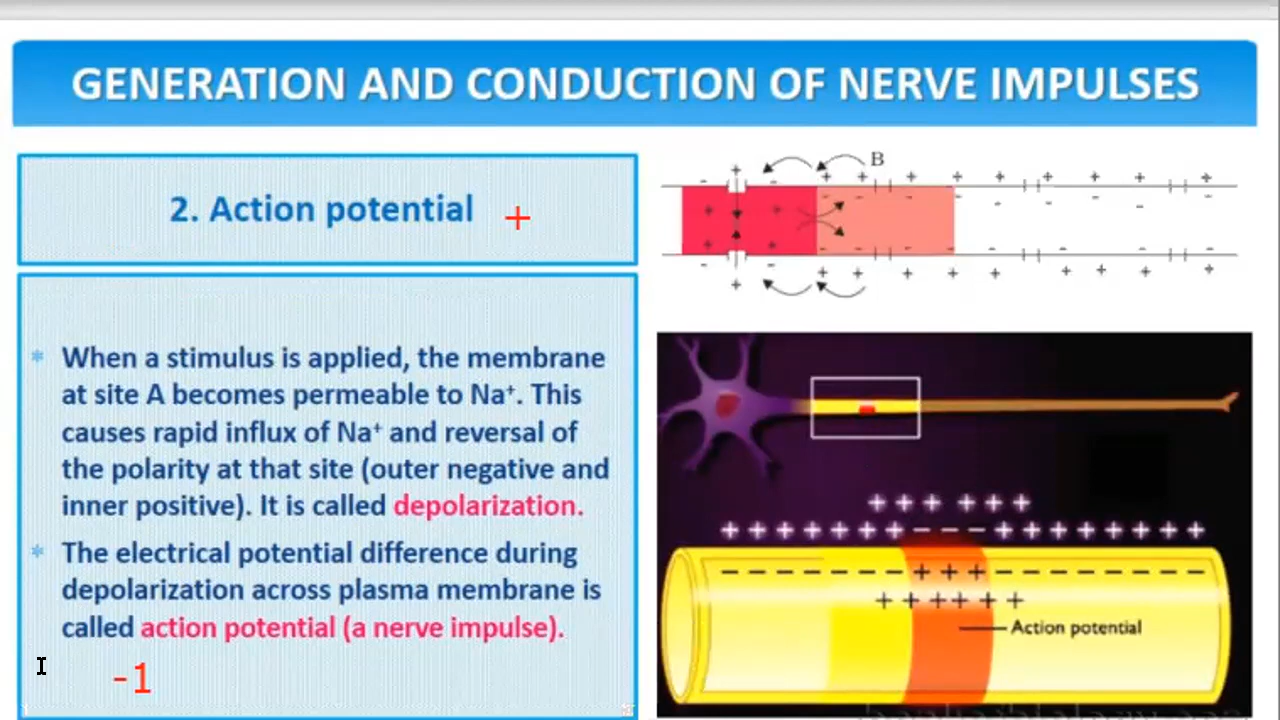 GENERATION AND CONDUCTION OF NERVE IMPULSES
2. Action potential +
* When a stimulus is applied, the membrane
at site A becomes permeable to Na⁺. This
causes rapid influx of Na⁺ and reversal of
the polarity at that site (outer negative and
inner positive). It is called depolarization.
* The electrical potential difference during
depolarization across plasma membrane is
called action potential (a nerve impulse).
-1
B
+ + + + + +
+ + + + + + + - - - + + + + + + + +
- - - - - - - + + + - - - - - - - -
+ + + + + +
Action potential